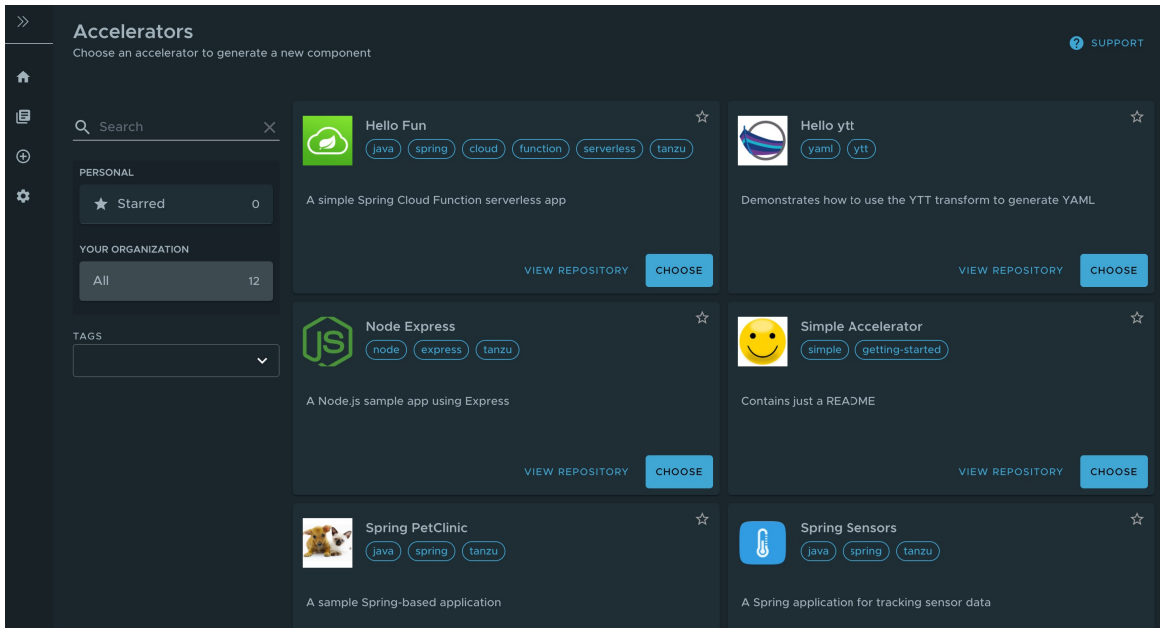 Accelerators
Choose an accelerator to generate a new component
SUPPORT
Search
PERSONAL
Starred 0
YOUR ORGANIZATION
All 12
TAGS
Hello Fun
java spring cloud function serverless tanzu
A simple Spring Cloud Function serverless app
VIEW REPOSITORY CHOOSE
Hello ytt
yaml ytt
Demonstrates how to use the YTT transform to generate YAML
VIEW REPOSITORY CHOOSE
JS
Node Express
node express tanzu
A Node.js sample app using Express
VIEW REPOSITORY CHOOSE
Simple Accelerator
simple getting-started
Contains just a README
VIEW REPOSITORY CHOOSE
Spring PetClinic
java spring tanzu
A sample Spring-based application
Spring Sensors
java spring tanzu
A Spring application for tracking sensor data